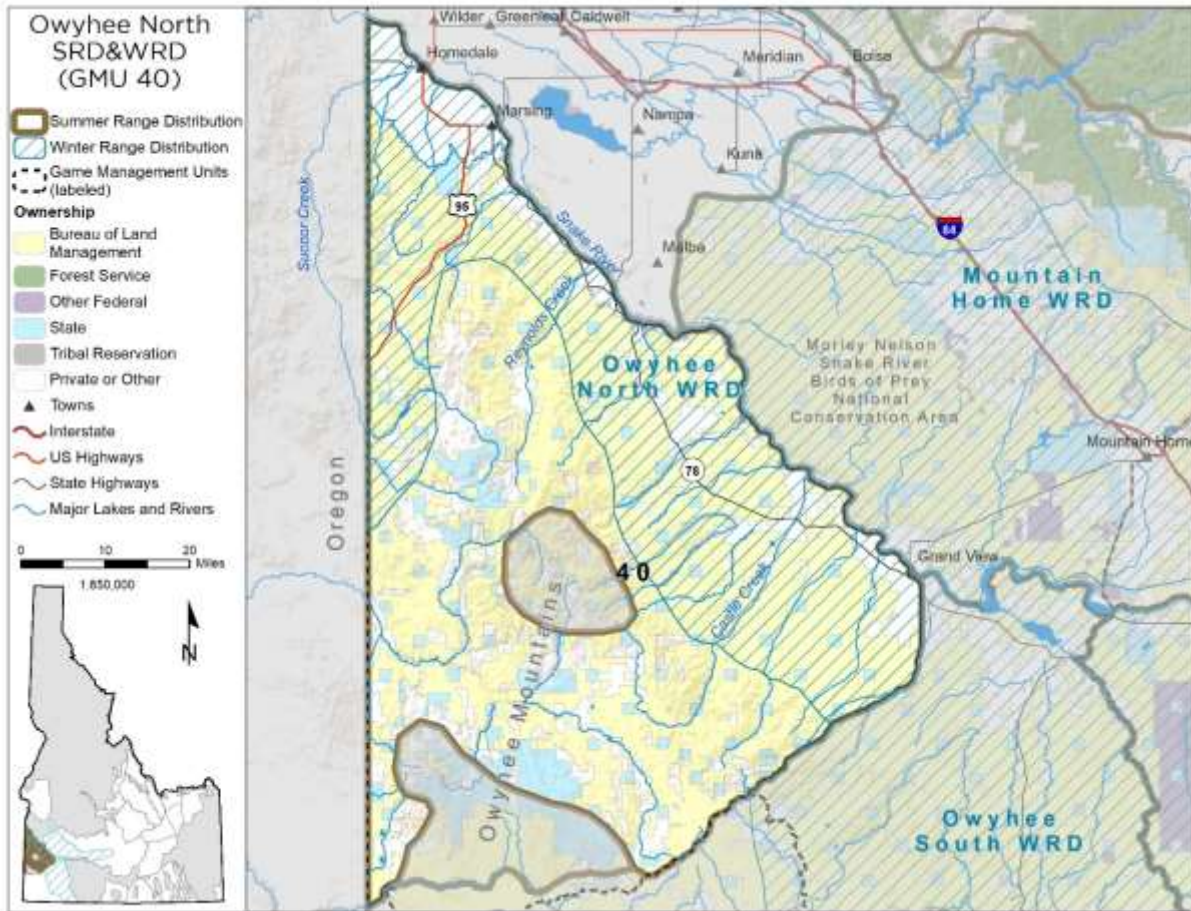 Owyhee North
SRD&WRD
(GMU 40)
Summer Range Distribution
Winter Range Distribution
Game Management Units
(labeled)
Ownership
Bureau of Land
Management
Forest Service
Other Federal
State
Tribal Reservation
Private or Other
Towns
Interstate
US Highways
State Highways
Major Lakes and Rivers
0 10 20
Miles
1:650,000
N
Wilder
Greenleaf
Caldwell
Homedale
Meridian
Boise
Marsing
Nampa
Kuna
Melba
95
84
Succor Creek
Snake River
Reynolds Creek
Mountain
Home WRD
Owyhee
North WRD
Morley Nelson
Snake River
Birds of Prey
National
Conservation Area
Mountain Home
78
Oregon
40
Grand View
Castle Creek
Owyhee Mountains
Owyhee
South WRD